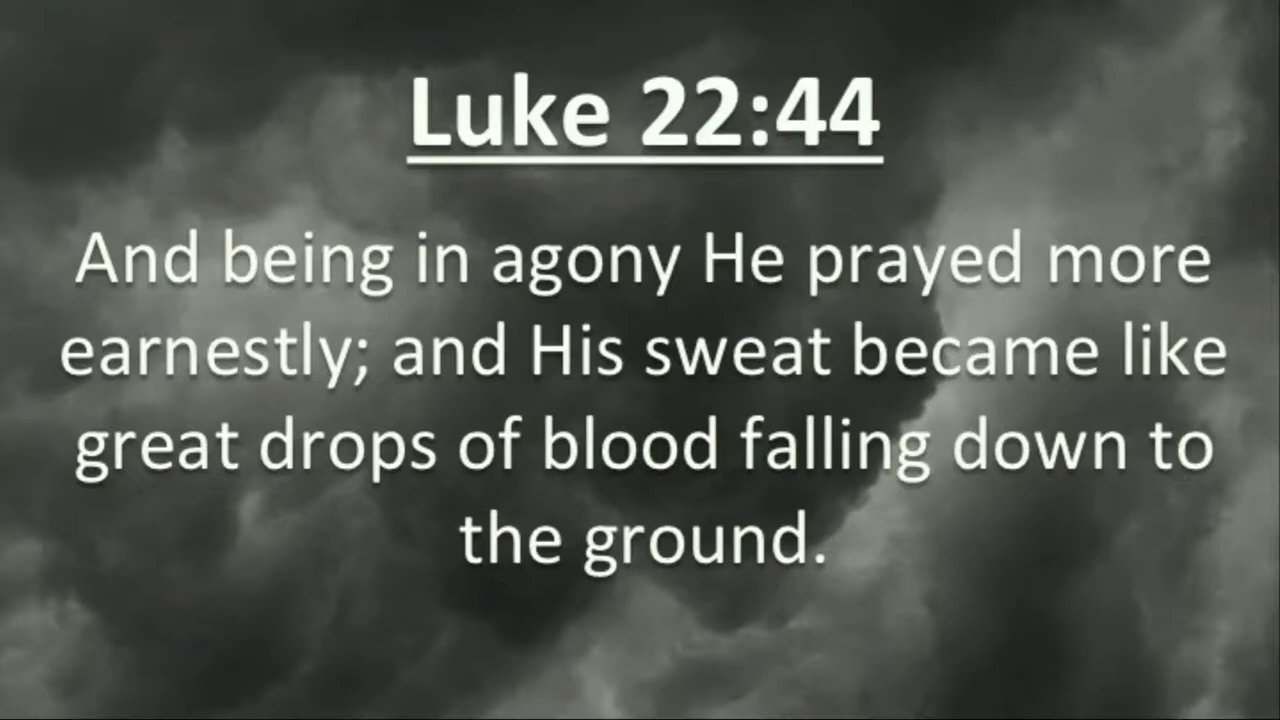 Luke 22:44
And being in agony He prayed more
earnestly; and His sweat became like
great drops of blood falling down to
the ground.